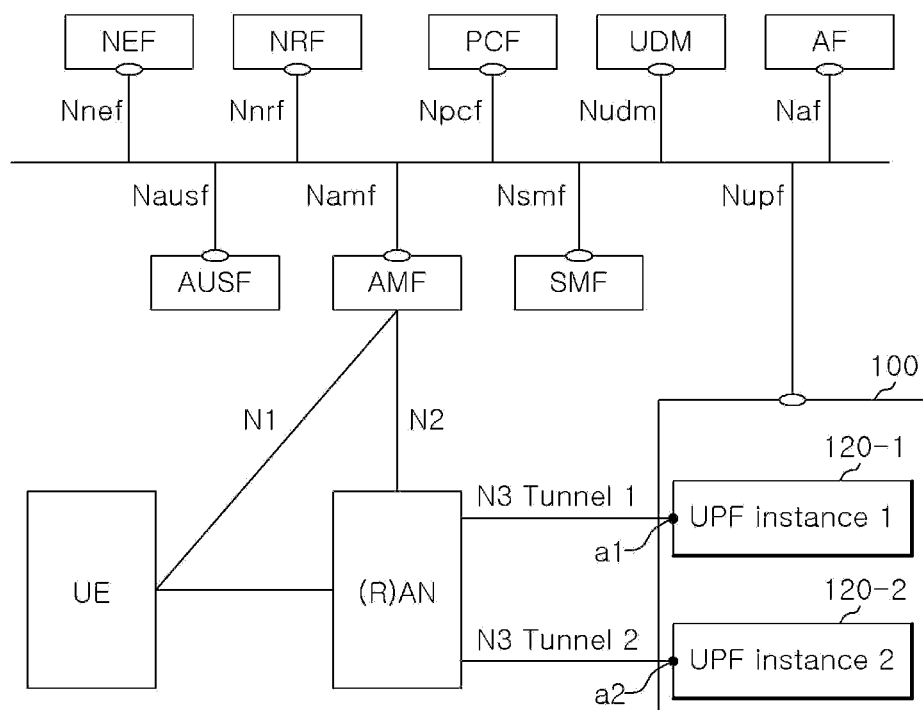 NEF NRF PCF UDM AF
Nnef Nnrf Npcf Nudm Naf
Nausf Namf Nsmf Nupf
AUSF AMF SMF
100
N1 N2
120-1
N3 Tunnel 1
UPF instance 1
a1
UE (R)AN
120-2
N3 Tunnel 2
UPF instance 2
a2